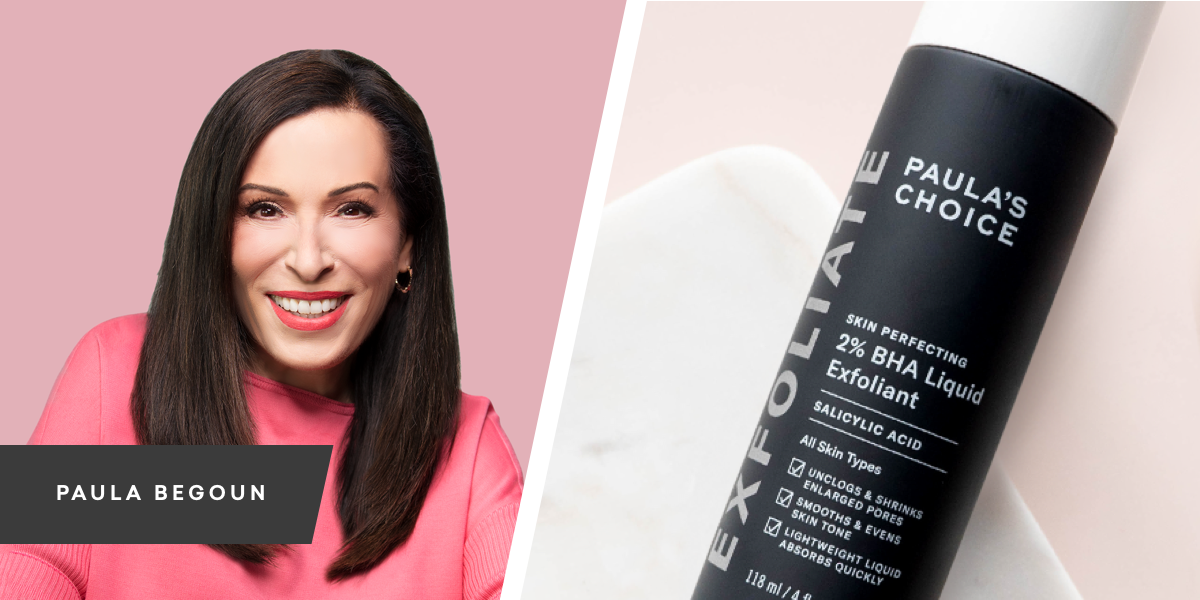 PAULA BEGOUN
EXFOLIATE
PAULA'S
CHOICE
SKIN PERFECTING
2% BHA Liquid
Exfoliant
SALICYLIC ACID
All Skin Types
UNCLOGS & SHRINKS
ENLARGED PORES
SMOOTHS & EVENS
SKIN TONE
LIGHTWEIGHT LIQUID
ABSORBS QUICKLY
118 ml / 4 fl